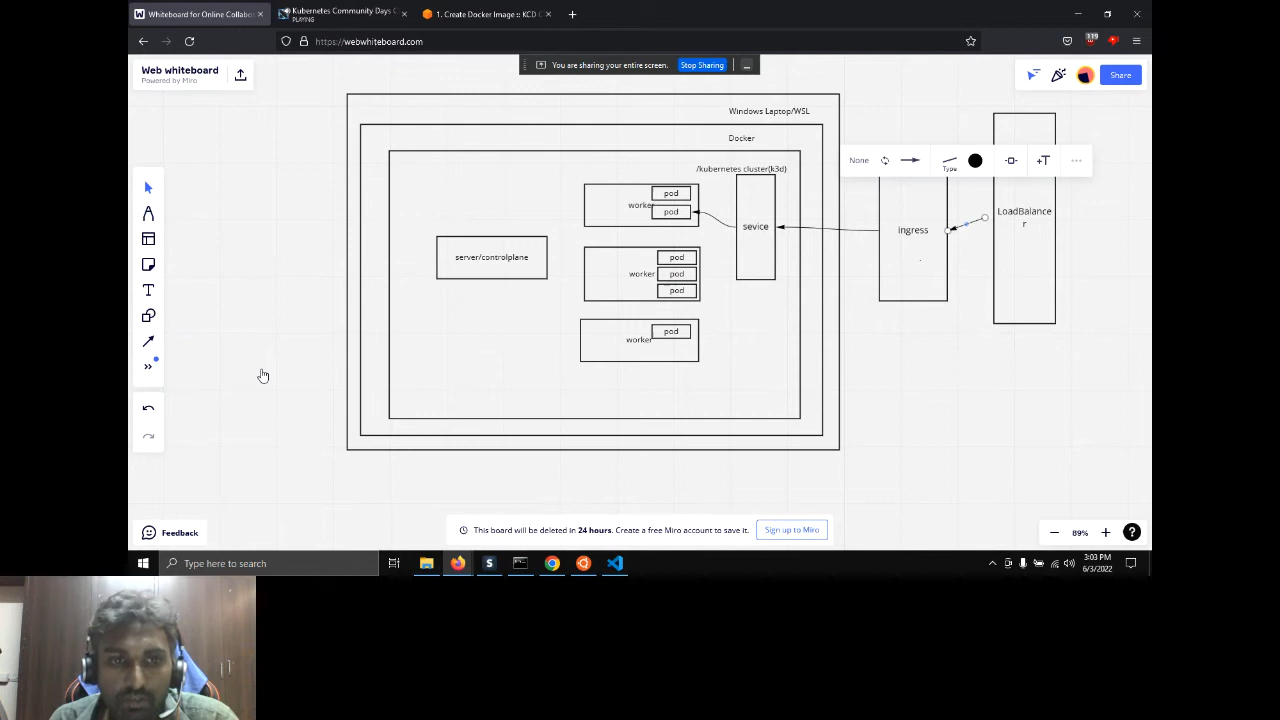 Whiteboard for Online Collabo
Kubernetes Community Days C
PLAYING
1. Create Docker Image :: KCD C
https://webwhiteboard.com
119
Web whiteboard
Powered by Miro
You are sharing your entire screen.
Stop Sharing
Share
Windows Laptop/WSL
Docker
/kubernetes cluster(k3d)
None
Type
T
pod
worker
pod
sevice
ingress
LoadBalance
r
server/controlplane
pod
worker
pod
pod
pod
worker
Feedback
This board will be deleted in 24 hours. Create a free Miro account to save it.
Sign up to Miro
89%
Type here to search
3:03 PM
6/3/2022